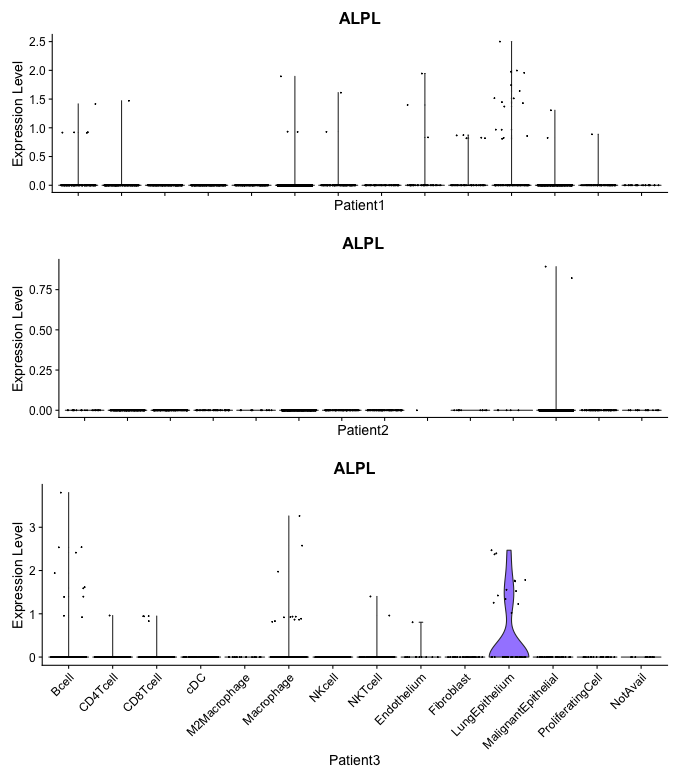 ALPL
Expression Level
2.5
2.0
1.5
1.0
0.5
0.0
Patient1
ALPL
Expression Level
0.75
0.50
0.25
0.00
Patient2
ALPL
Expression Level
3
2
1
0
Bcell
CD4Tcell
CD8Tcell
cDC
M2Macrophage
Macrophage
NKcell
NKTcell
Endothelium
Fibroblast
LungEpithelium
MalignantEpithelial
ProliferatingCell
NotAvail
Patient3